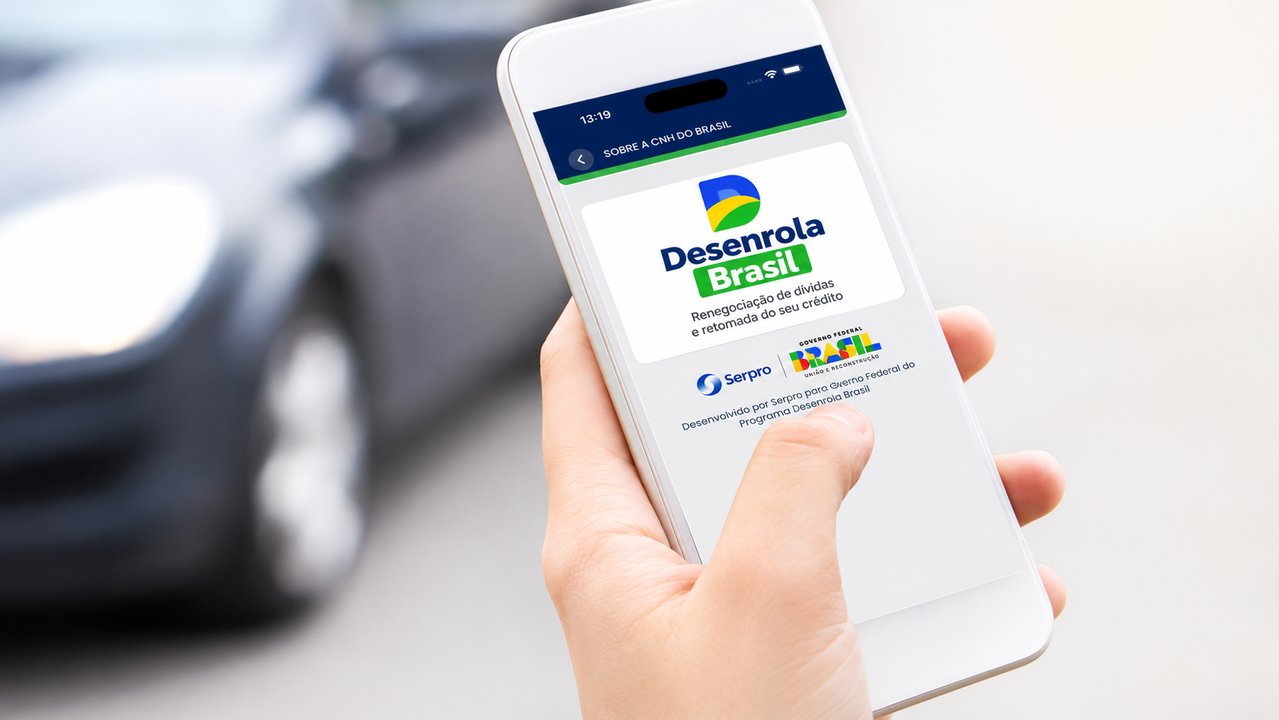 13:19
SOBRE A CNH DO BRASIL
Desenrola
Brasil
Renegociação de dívidas
e retomada do seu crédito
Serpro
GOVERNO FEDERAL
BRASIL
UNIÃO E RECONSTRUÇÃO
Desenvolvido por Serpro para Gverno Federal do
Programa Desenrola Brasil